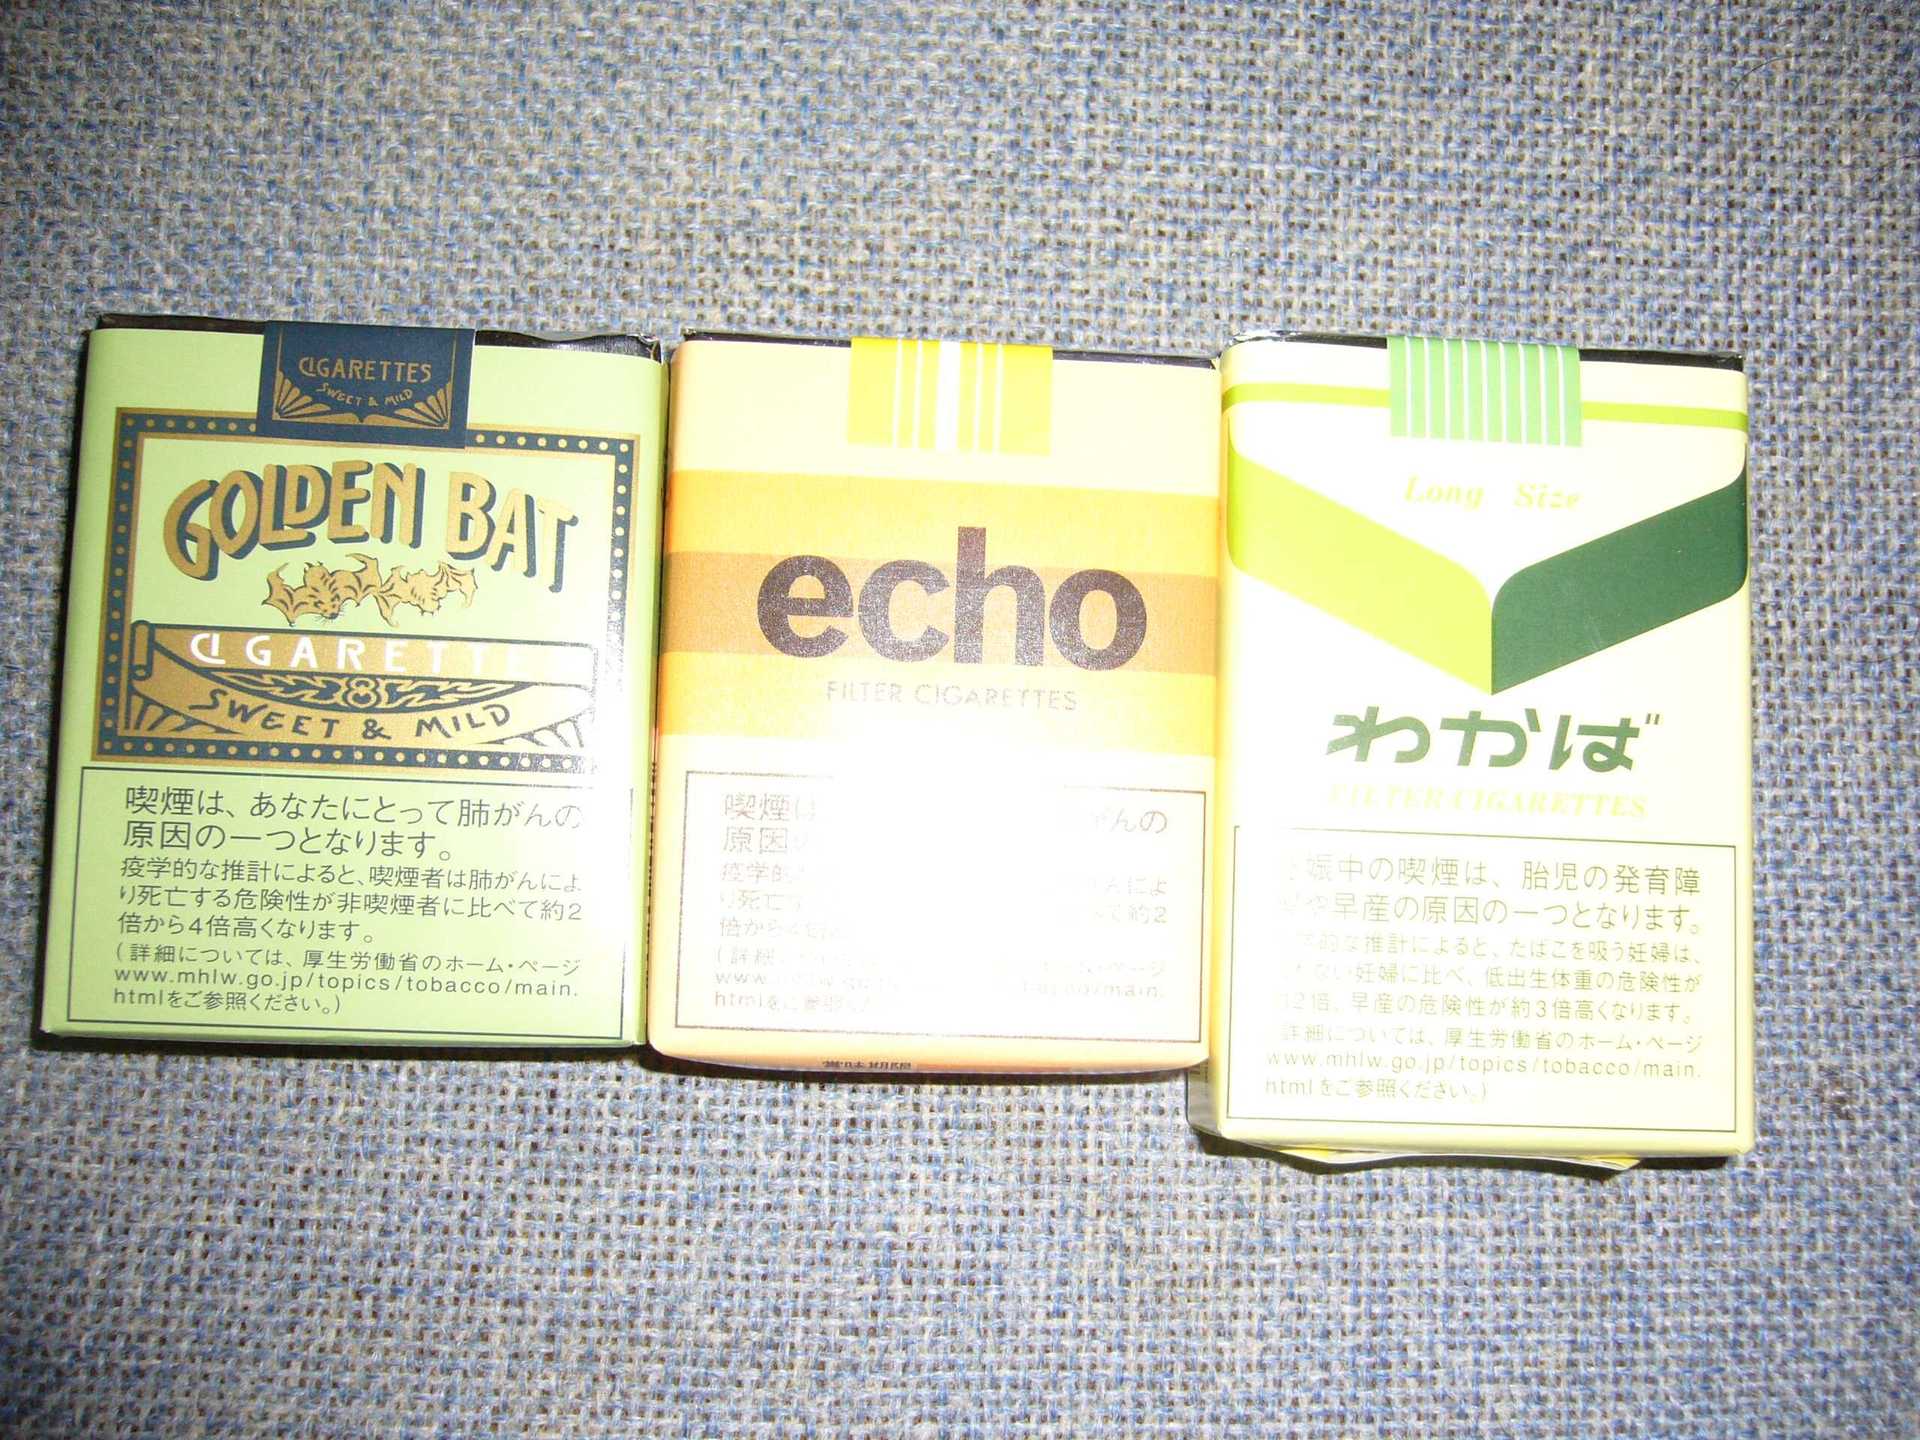 CIGARETTES
SWEET & MILD
GOLDEN BAT
CIGARETTE
SWEET & MILD
喫煙は、あなたにとって肺がんの
原因の一つとなります。
疫学的な推計によると、喫煙者は肺がんによ
り死亡する危険性が非喫煙者に比べて約2
倍から4倍高くなります。
(詳細については、厚生労働省のホーム・ページ
www.mhlw.go.jp/topics/tobacco/main.
htmlをご参照ください。)
echo
FILTER CIGARETTES
喫煙は がんの
原因
疫学的 んによ
り死亡 べて約2
倍から
(詳細 ホーム・ページ
main.
htmlをご参照
Long Size
わかば
FILTER CIGARETTES
娠中の喫煙は、胎児の発育障
や早産の原因の一つとなります。
的な推計によると、たばこを吸う妊婦は、
ない妊婦に比べ、低出生体重の危険性が
2倍、早産の危険性が約3倍高くなります。
詳細については、厚生労働省のホーム・ページ
www.mhlw.go.jp/topics/tobacco/main.
htmlをご参照ください。)